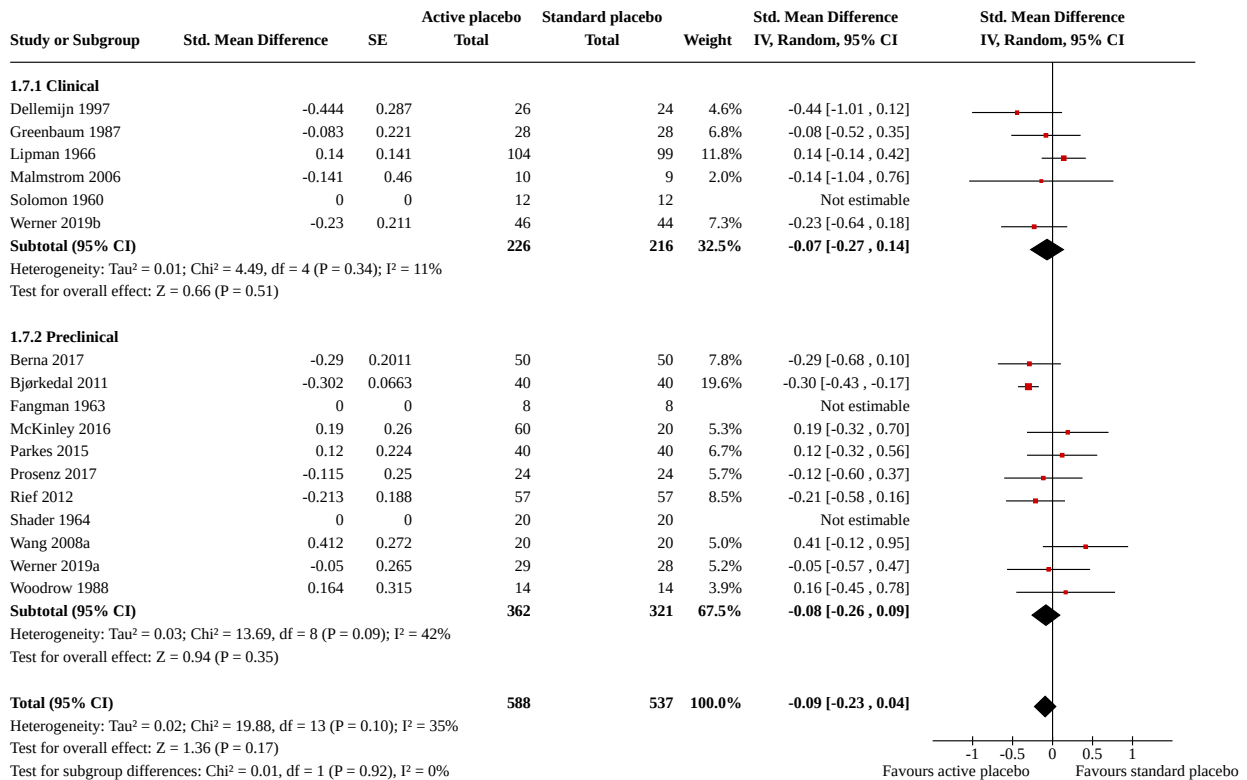 Active placebo Standard placebo Std. Mean Difference Std. Mean Difference
Study or Subgroup Std. Mean Difference SE Total Total Weight IV, Random, 95% CI IV, Random, 95% CI
1.7.1 Clinical
Dellemijn 1997 -0.444 0.287 26 24 4.6% -0.44 [-1.01 , 0.12]
Greenbaum 1987 -0.083 0.221 28 28 6.8% -0.08 [-0.52 , 0.35]
Lipman 1966 0.14 0.141 104 99 11.8% 0.14 [-0.14 , 0.42]
Malmstrom 2006 -0.141 0.46 10 9 2.0% -0.14 [-1.04 , 0.76]
Solomon 1960 0 0 12 12 Not estimable
Werner 2019b -0.23 0.211 46 44 7.3% -0.23 [-0.64 , 0.18]
Subtotal (95% CI) 226 216 32.5% -0.07 [-0.27 , 0.14]
Heterogeneity: Tau² = 0.01; Chi² = 4.49, df = 4 (P = 0.34); I² = 11%
Test for overall effect: Z = 0.66 (P = 0.51)
1.7.2 Preclinical
Berna 2017 -0.29 0.2011 50 50 7.8% -0.29 [-0.68 , 0.10]
Bjørkedal 2011 -0.302 0.0663 40 40 19.6% -0.30 [-0.43 , -0.17]
Fangman 1963 0 0 8 8 Not estimable
McKinley 2016 0.19 0.26 60 20 5.3% 0.19 [-0.32 , 0.70]
Parkes 2015 0.12 0.224 40 40 6.7% 0.12 [-0.32 , 0.56]
Prosenz 2017 -0.115 0.25 24 24 5.7% -0.12 [-0.60 , 0.37]
Rief 2012 -0.213 0.188 57 57 8.5% -0.21 [-0.58 , 0.16]
Shader 1964 0 0 20 20 Not estimable
Wang 2008a 0.412 0.272 20 20 5.0% 0.41 [-0.12 , 0.95]
Werner 2019a -0.05 0.265 29 28 5.2% -0.05 [-0.57 , 0.47]
Woodrow 1988 0.164 0.315 14 14 3.9% 0.16 [-0.45 , 0.78]
Subtotal (95% CI) 362 321 67.5% -0.08 [-0.26 , 0.09]
Heterogeneity: Tau² = 0.03; Chi² = 13.69, df = 8 (P = 0.09); I² = 42%
Test for overall effect: Z = 0.94 (P = 0.35)
Total (95% CI) 588 537 100.0% -0.09 [-0.23 , 0.04]
Heterogeneity: Tau² = 0.02; Chi² = 19.88, df = 13 (P = 0.10); I² = 35%
Test for overall effect: Z = 1.36 (P = 0.17)
-1 -0.5 0 0.5 1
Test for subgroup differences: Chi² = 0.01, df = 1 (P = 0.92), I² = 0% Favours active placebo Favours standard placebo